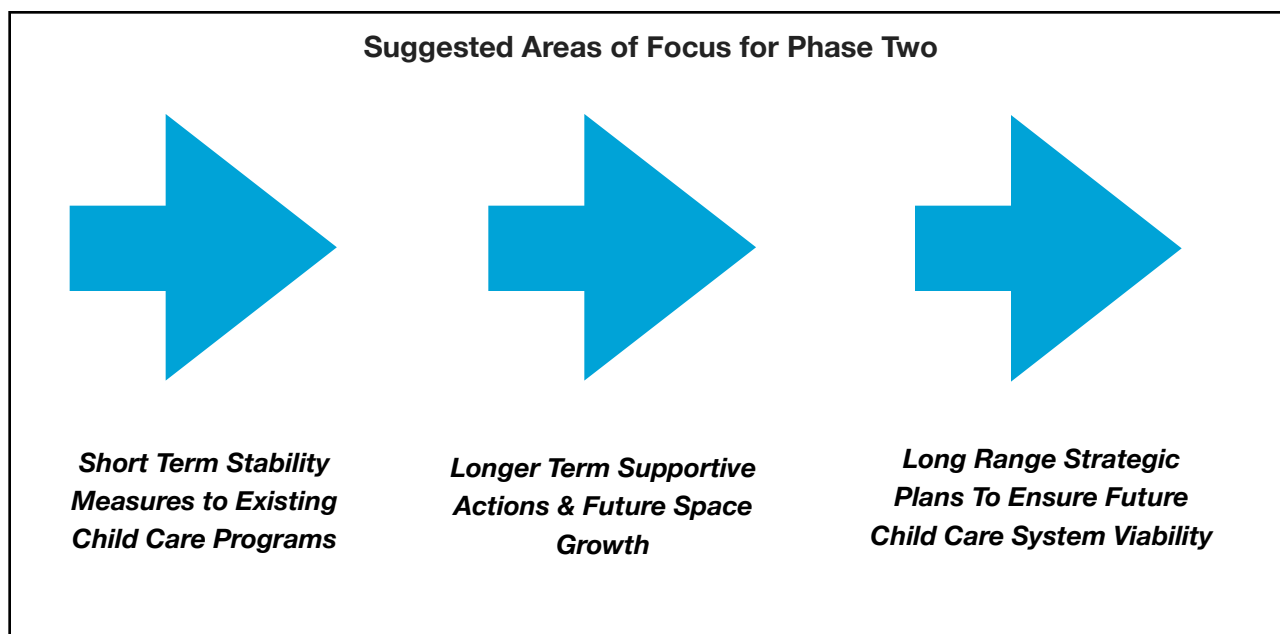 Suggested Areas of Focus for Phase Two
Short Term Stability
Measures to Existing
Child Care Programs
Longer Term Supportive
Actions & Future Space
Growth
Long Range Strategic
Plans To Ensure Future
Child Care System Viability